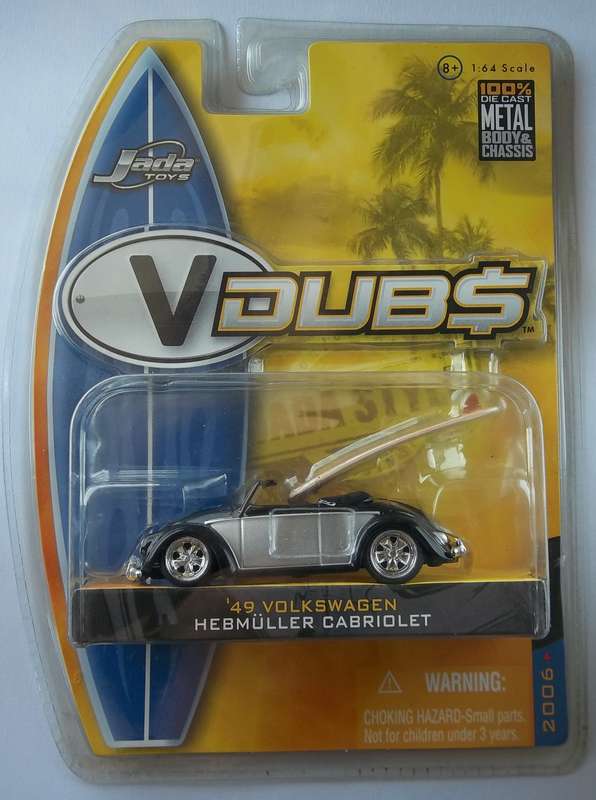 8+ 1:64 Scale
100%
DIE CAST
METAL
BODY &
CHASSIS
Jada
TOYS
V DUB$ ™
'49 VOLKSWAGEN
HEBMÜLLER CABRIOLET
⚠ WARNING:
CHOKING HAZARD-Small parts.
Not for children under 3 years.
2006